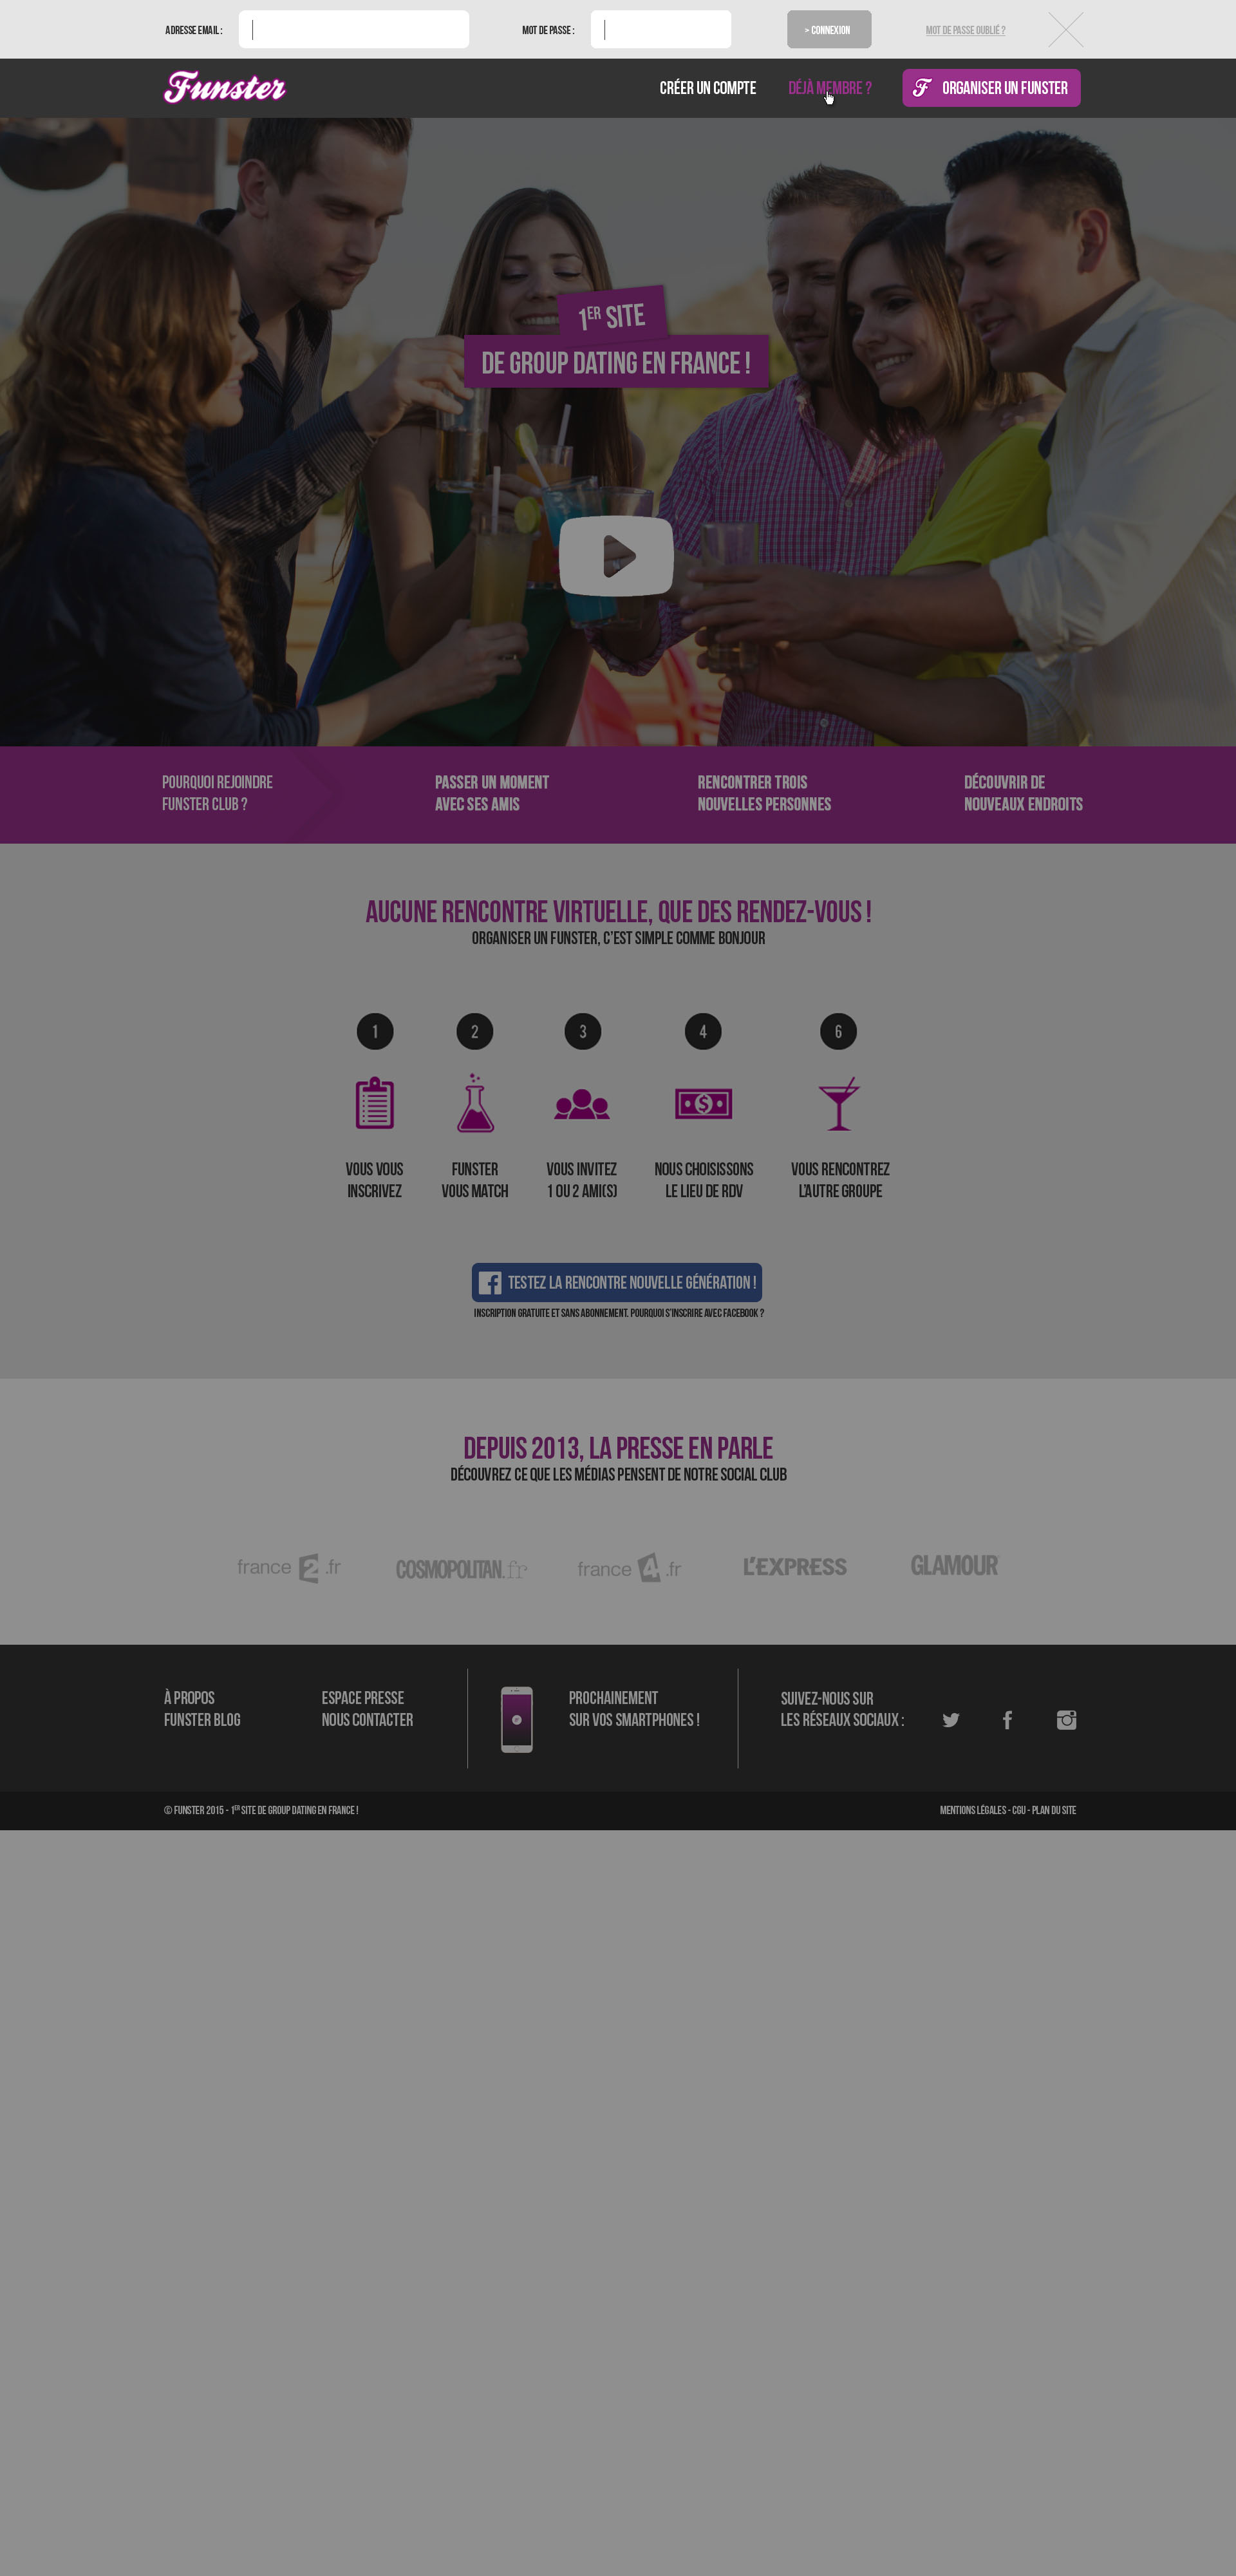 ADRESSE EMAIL :
MOT DE PASSE :
> CONNEXION
MOT DE PASSE OUBLIÉ ?
Funster
CRÉER UN COMPTE
DÉJÀ MEMBRE ?
F ORGANISER UN FUNSTER
1ER SITE
DE GROUP DATING EN FRANCE !
POURQUOI REJOINDRE
FUNSTER CLUB ?
PASSER UN MOMENT
AVEC SES AMIS
RENCONTRER TROIS
NOUVELLES PERSONNES
DÉCOUVRIR DE
NOUVEAUX ENDROITS
AUCUNE RENCONTRE VIRTUELLE, QUE DES RENDEZ-VOUS !
ORGANISER UN FUNSTER, C'EST SIMPLE COMME BONJOUR
1
2
3
4
6
$
VOUS VOUS
INSCRIVEZ
FUNSTER
VOUS MATCH
VOUS INVITEZ
1 OU 2 AMI(S)
NOUS CHOISISSONS
LE LIEU DE RDV
VOUS RENCONTREZ
L'AUTRE GROUPE
f TESTEZ LA RENCONTRE NOUVELLE GÉNÉRATION !
INSCRIPTION GRATUITE ET SANS ABONNEMENT. POURQUOI S'INSCRIRE AVEC FACEBOOK ?
DEPUIS 2013, LA PRESSE EN PARLE
DÉCOUVREZ CE QUE LES MÉDIAS PENSENT DE NOTRE SOCIAL CLUB
france 2 .fr
COSMOPOLITAN.fr
france 4 .fr
L'EXPRESS
GLAMOUR
À PROPOS
FUNSTER BLOG
ESPACE PRESSE
NOUS CONTACTER
PROCHAINEMENT
SUR VOS SMARTPHONES !
SUIVEZ-NOUS SUR
LES RÉSEAUX SOCIAUX :
f
© FUNSTER 2015 - 1ER SITE DE GROUP DATING EN FRANCE !
MENTIONS LÉGALES - CGU - PLAN DU SITE